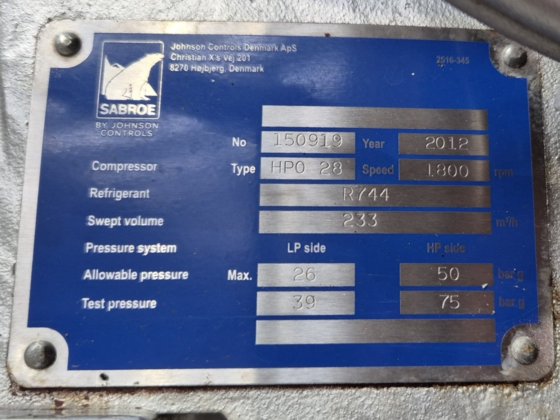 Johnson Controls Denmark ApS
Christian X's Vej 201
8270 Højbjerg, Denmark
2516-345
SABROE
BY JOHNSON
CONTROLS
No 150919 Year 2012
Compressor Type HPO 28 Speed 1800 rpm
Refrigerant R744
Swept volume 233 m³/h
Pressure system LP side HP side
Allowable pressure Max. 26 50 bar g
Test pressure 39 75 bar g